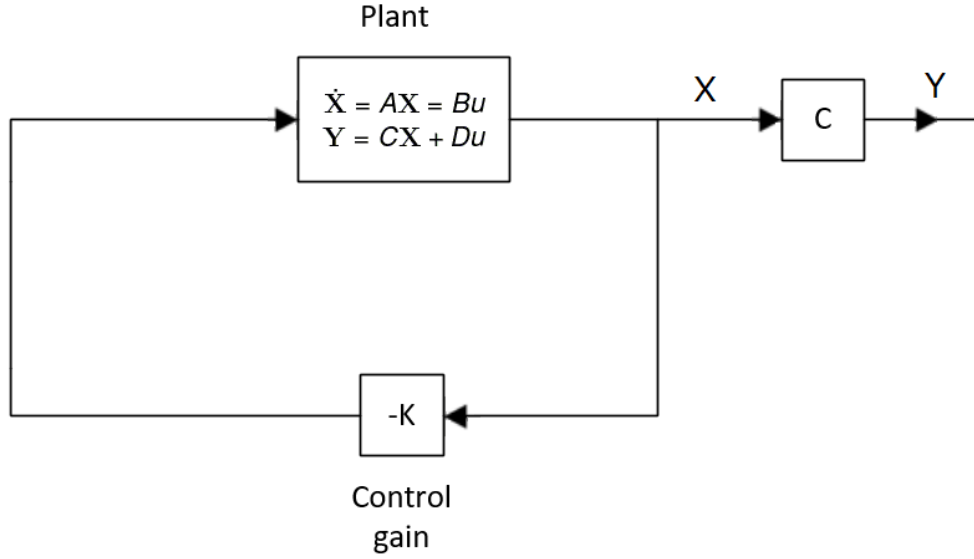 Plant
Ẋ = AX = Bu
Y = CX + Du
X
C
Y
-K
Control
gain